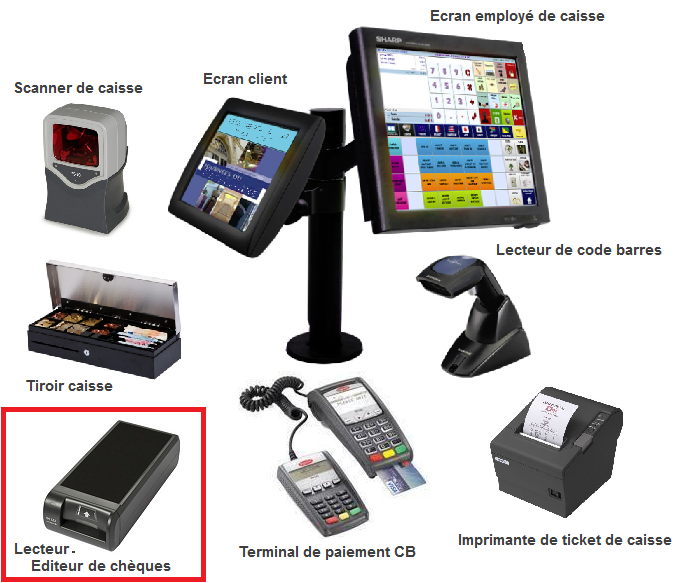 Ecran employé de caisse
SHARP
Ecran client
Scanner de caisse
Lecteur de code barres
Tiroir caisse
Lecteur -
Editeur de chèques
Terminal de paiement CB
Imprimante de ticket de caisse